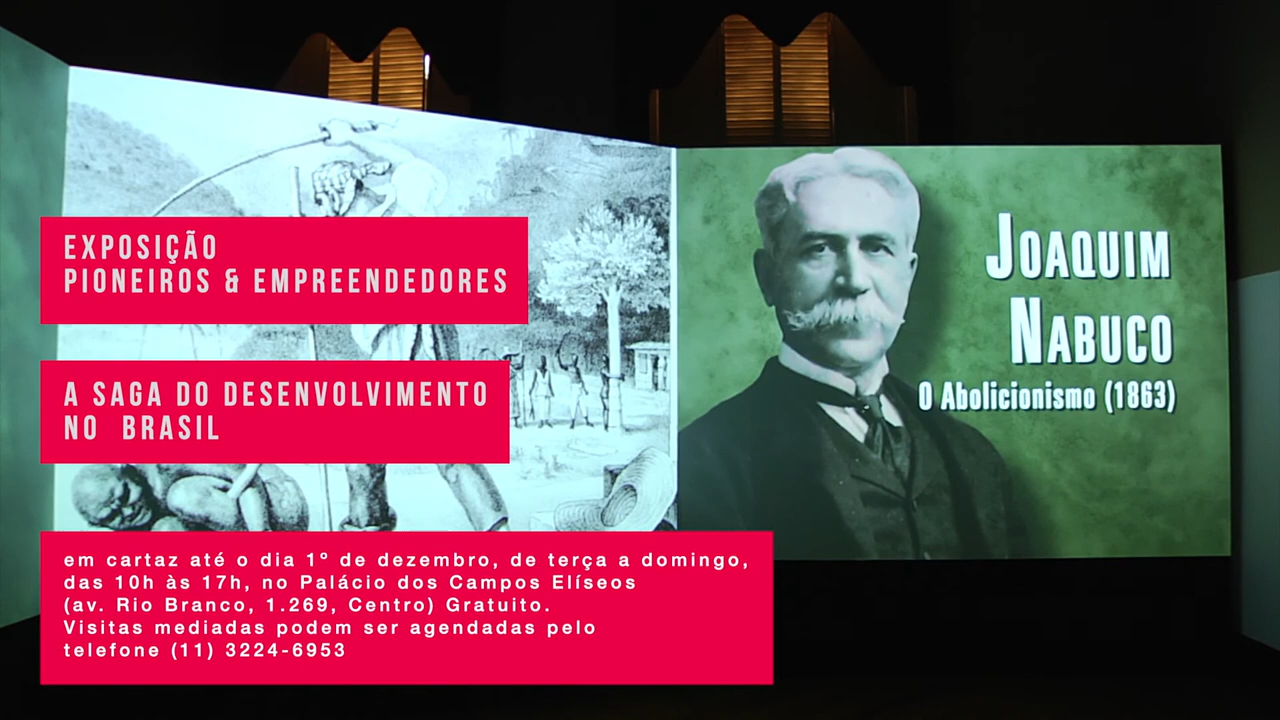 EXPOSIÇÃO
PIONEIROS & EMPREENDEDORES
A SAGA DO DESENVOLVIMENTO
NO BRASIL
em cartaz até o dia 1º de dezembro, de terça a domingo,
das 10h às 17h, no Palácio dos Campos Elíseos
(av. Rio Branco, 1.269, Centro) Gratuito.
Visitas mediadas podem ser agendadas pelo
telefone (11) 3224-6953
JOAQUIM
NABUCO
O Abolicionismo (1863)